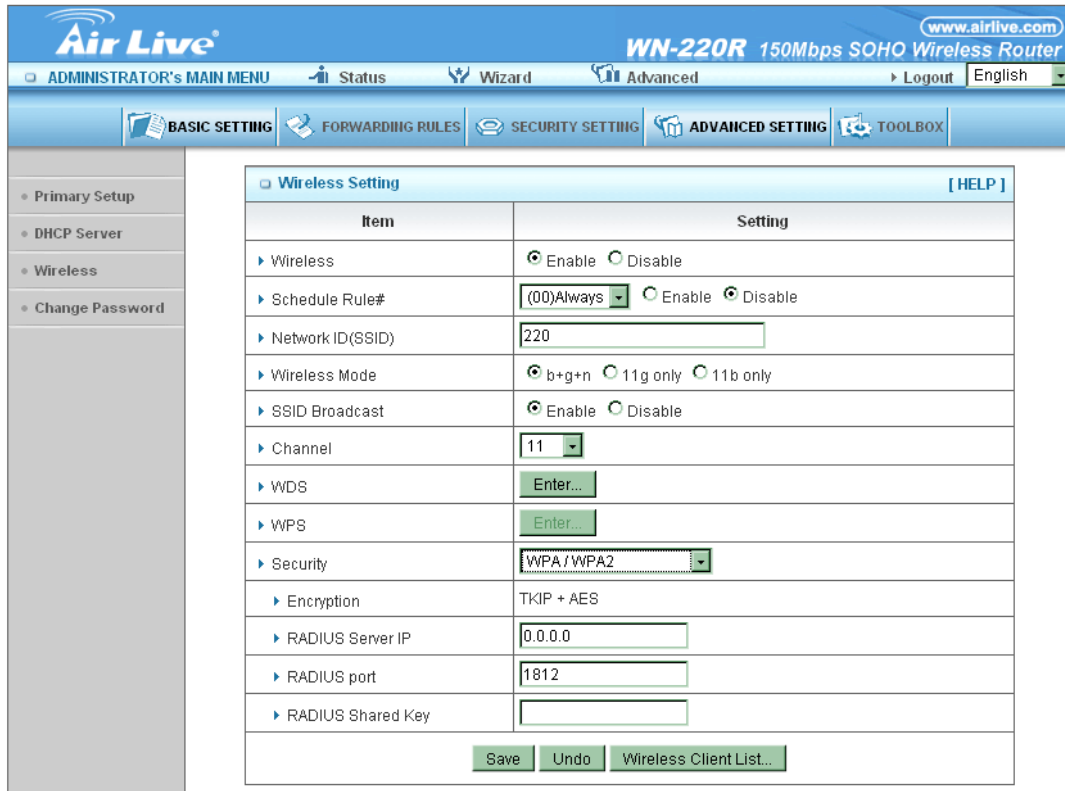 Air Live®
www.airlive.com
WN-220R 150Mbps SOHO Wireless Router
ADMINISTRATOR's MAIN MENU Status Wizard Advanced Logout English
BASIC SETTING FORWARDING RULES SECURITY SETTING ADVANCED SETTING TOOLBOX
Primary Setup
DHCP Server
Wireless
Change Password
Wireless Setting [ HELP ]
Item Setting
Wireless Enable Disable
Schedule Rule# (00)Always Enable Disable
Network ID(SSID) 220
Wireless Mode b+g+n 11g only 11b only
SSID Broadcast Enable Disable
Channel 11
WDS Enter...
WPS Enter...
Security WPA / WPA2
Encryption TKIP + AES
RADIUS Server IP 0.0.0.0
RADIUS port 1812
RADIUS Shared Key
Save Undo Wireless Client List...